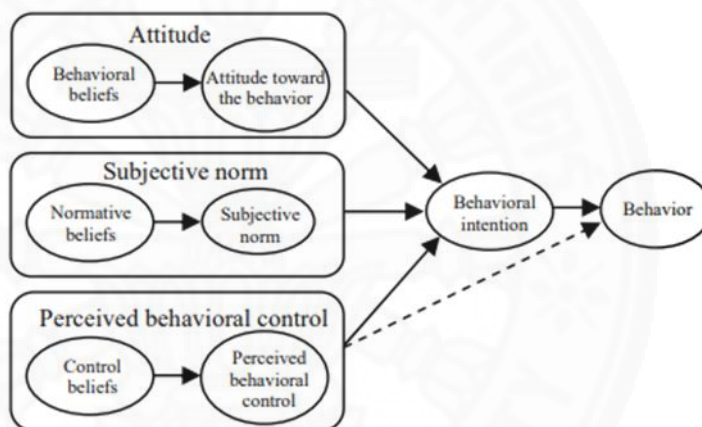 Attitude
Behavioral
beliefs
Attitude toward
the behavior
Subjective norm
Normative
beliefs
Subjective
norm
Perceived behavioral control
Control
beliefs
Perceived
behavioral
control
Behavioral
intention
Behavior